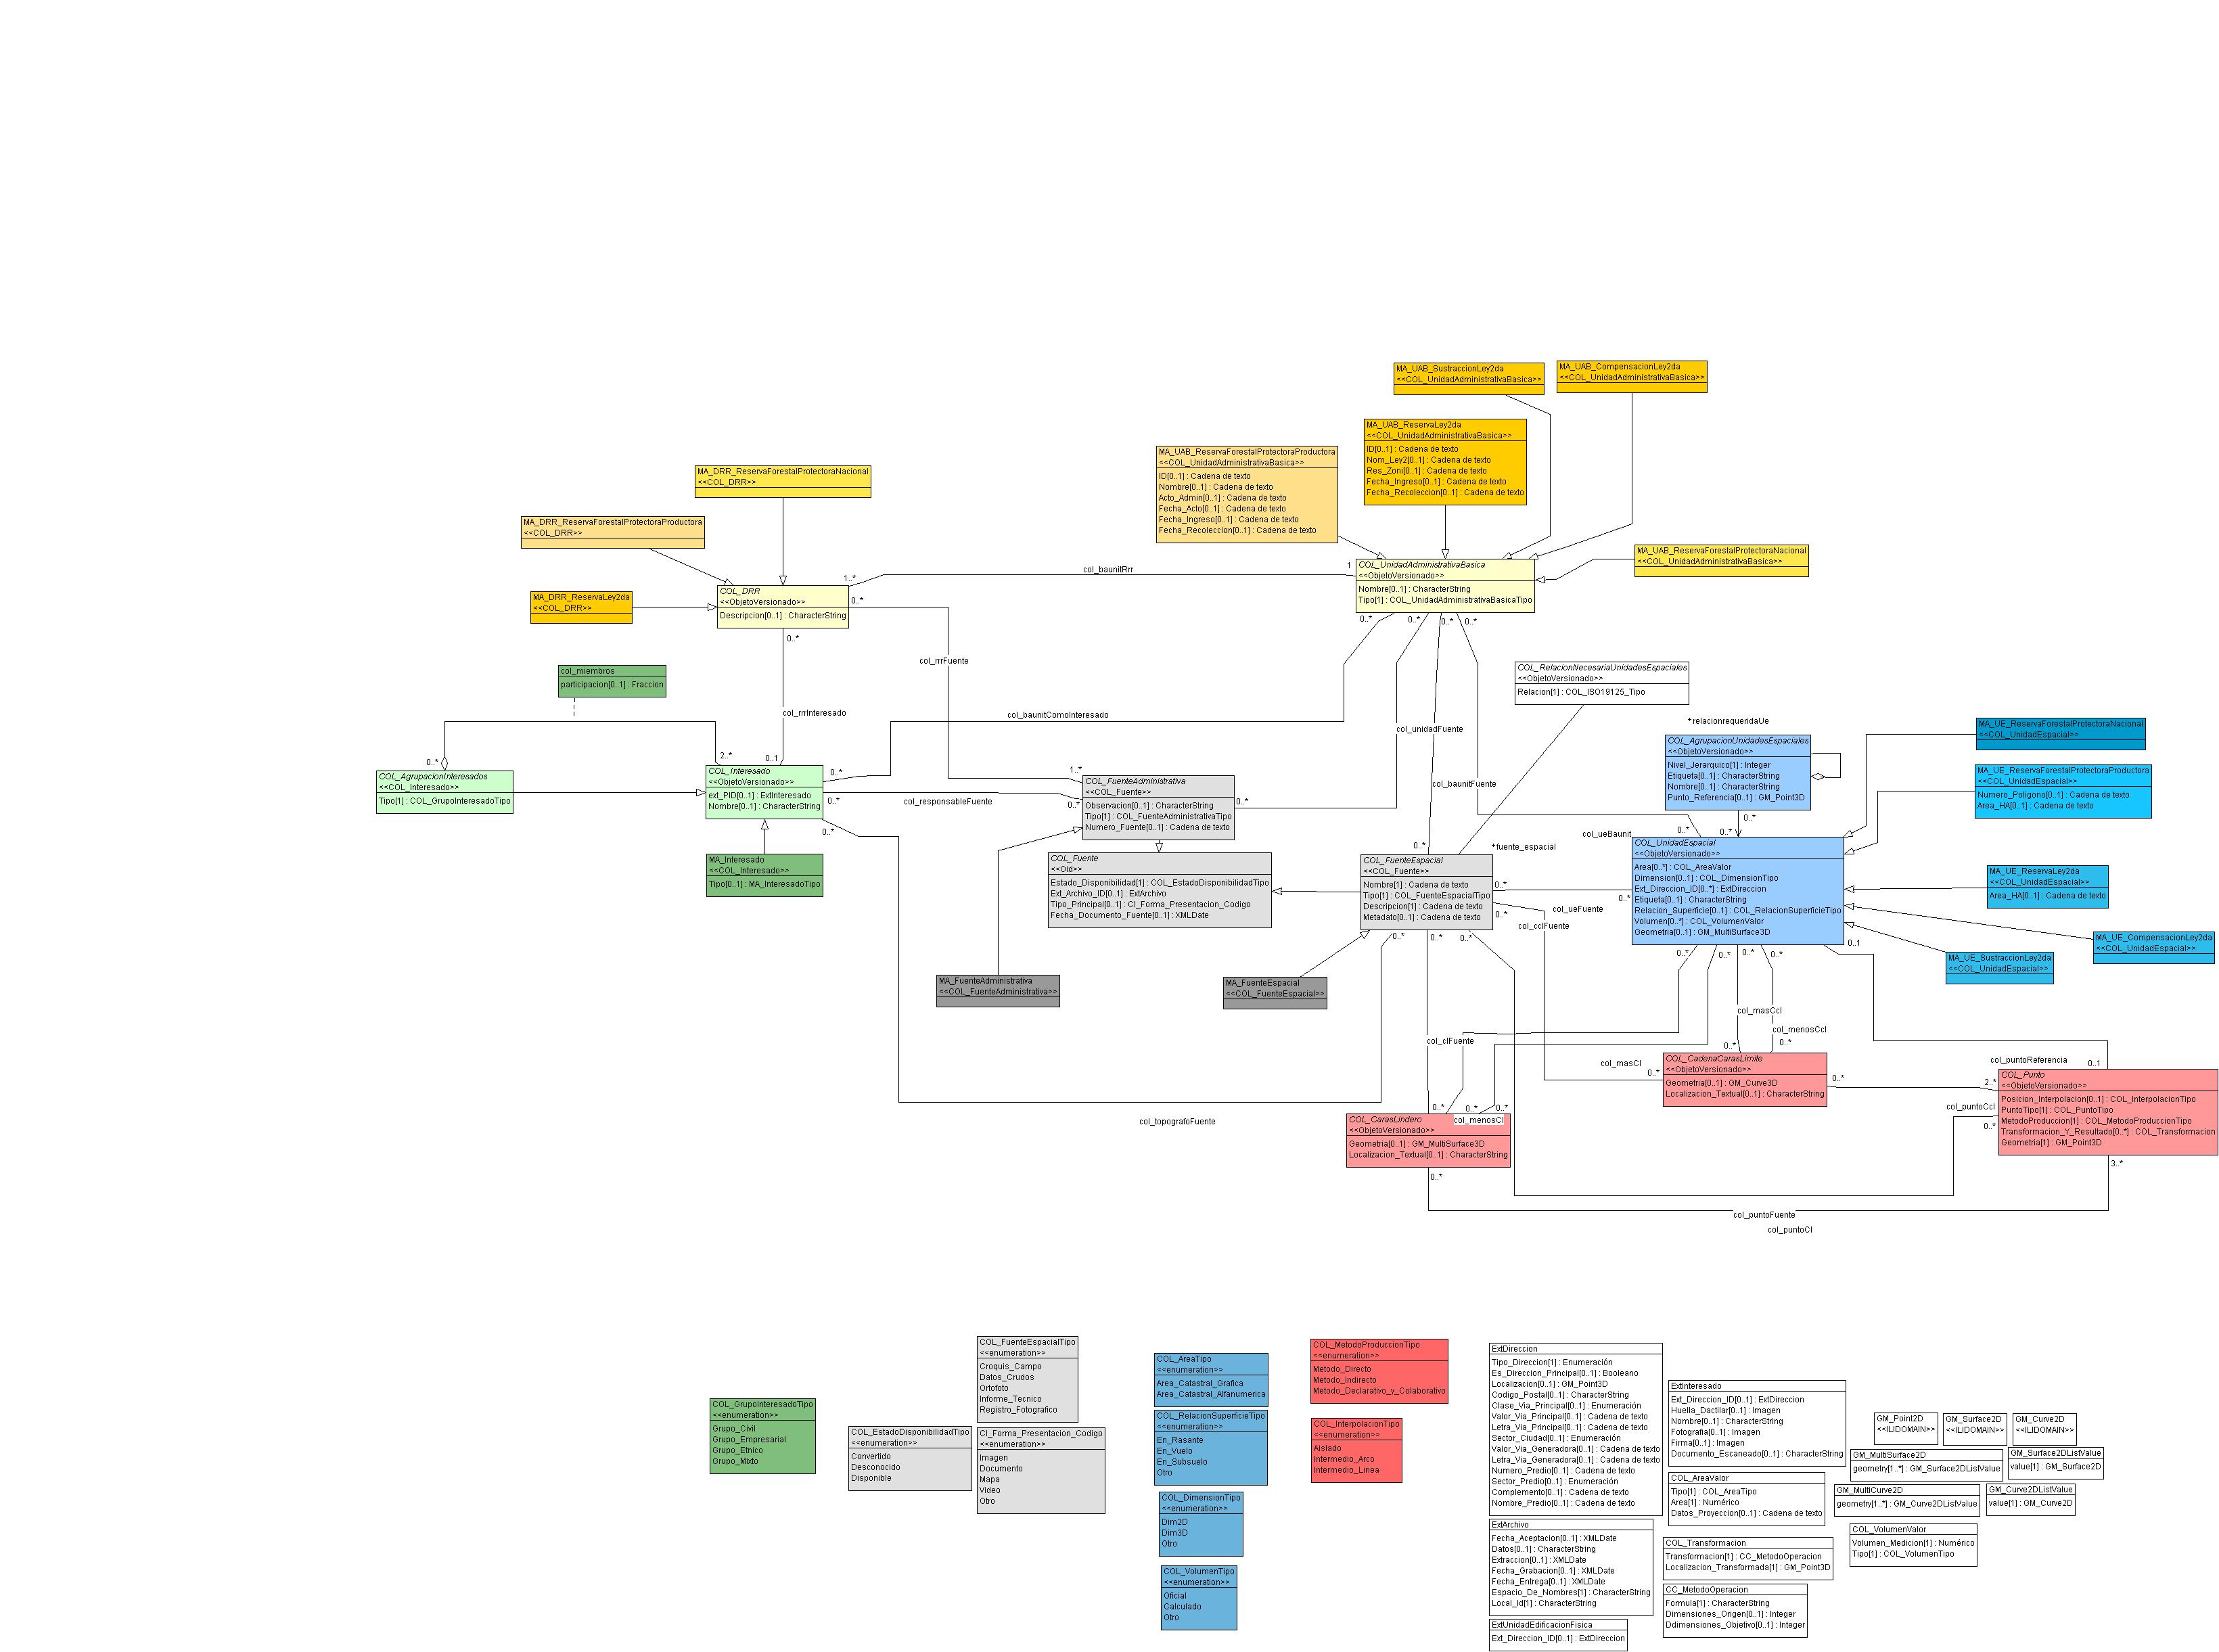 MA_UAB_SustraccionLey2da
<<COL_UnidadAdministrativaBasica>>
MA_UAB_CompensacionLey2da
<<COL_UnidadAdministrativaBasica>>
MA_UAB_ReservaLey2da
<<COL_UnidadAdministrativaBasica>>
ID[0..1] : Cadena de texto
Nom_Ley2[0..1] : Cadena de texto
Res_Zoni[0..1] : Cadena de texto
Fecha_Ingreso[0..1] : Cadena de texto
Fecha_Recoleccion[0..1] : Cadena de texto
MA_UAB_ReservaForestalProtectoraProductora
<<COL_UnidadAdministrativaBasica>>
ID[0..1] : Cadena de texto
Nombre[0..1] : Cadena de texto
Acto_Admin[0..1] : Cadena de texto
Fecha_Acto[0..1] : Cadena de texto
Fecha_Ingreso[0..1] : Cadena de texto
Fecha_Recoleccion[0..1] : Cadena de texto
MA_DRR_ReservaForestalProtectoraNacional
<<COL_DRR>>
MA_DRR_ReservaForestalProtectoraProductora
<<COL_DRR>>
MA_UAB_ReservaForestalProtectoraNacional
<<COL_UnidadAdministrativaBasica>>
MA_DRR_ReservaLey2da
<<COL_DRR>>
COL_DRR
<<ObjetoVersionado>>
Descripcion[0..1] : CharacterString
1..*
col_baunitRrr
1
COL_UnidadAdministrativaBasica
<<ObjetoVersionado>>
Nombre[0..1] : CharacterString
Tipo[1] : COL_UnidadAdministrativaBasicaTipo
0..*
0..*
0..*
0..*
0..*
0..*
col_rrrFuente
col_miembros
participacion[0..1] : Fraccion
COL_RelacionNecesariaUnidadesEspaciales
<<ObjetoVersionado>>
Relacion[1] : COL_ISO19125_Tipo
col_rrrInteresado
col_baunitComoInteresado
col_unidadFuente
*relacionrequeridaUe
MA_UE_ReservaForestalProtectoraNacional
<<COL_UnidadEspacial>>
COL_AgrupacionUnidadesEspaciales
<<ObjetoVersionado>>
Nivel_Jerarquico[1] : Integer
Etiqueta[0..1] : CharacterString
Nombre[0..1] : CharacterString
Punto_Referencia[0..1] : GM_Point3D
0..*
2..*
0..1
COL_AgrupacionInteresados
<<COL_Interesado>>
Tipo[1] : COL_GrupoInteresadoTipo
COL_Interesado
<<ObjetoVersionado>>
ext_PID[0..1] : ExtInteresado
Nombre[0..1] : CharacterString
0..*
0..*
0..*
col_responsableFuente
1..*
0..*
COL_FuenteAdministrativa
<<COL_Fuente>>
Observacion[0..1] : CharacterString
Tipo[1] : COL_FuenteAdministrativaTipo
Numero_Fuente[0..1] : Cadena de texto
0..*
col_baunitFuente
MA_UE_ReservaForestalProtectoraProductora
<<COL_UnidadEspacial>>
Numero_Poligono[0..1] : Cadena de texto
Area_HA[0..1] : Cadena de texto
0..*
0..*
0..*
col_ueBaunit
MA_Interesado
<<COL_Interesado>>
Tipo[0..1] : MA_InteresadoTipo
COL_Fuente
<<Oid>>
Estado_Disponibilidad[1] : COL_EstadoDisponibilidadTipo
Ext_Archivo_ID[0..1] : ExtArchivo
Tipo_Principal[0..1] : CI_Forma_Presentacion_Codigo
Fecha_Documento_Fuente[0..1] : XMLDate
0..*
*fuente_espacial
COL_FuenteEspacial
<<COL_Fuente>>
Nombre[1] : Cadena de texto
Tipo[1] : COL_FuenteEspacialTipo
Descripcion[1] : Cadena de texto
Metadato[0..1] : Cadena de texto
0..*
0..*
0..*
0..*
0..*
0..*
col_ueFuente
col_cclFuente
COL_UnidadEspacial
<<ObjetoVersionado>>
Area[0..*] : COL_AreaValor
Dimension[0..1] : COL_DimensionTipo
Ext_Direccion_ID[0..*] : ExtDireccion
Etiqueta[0..1] : CharacterString
Relacion_Superficie[0..1] : COL_RelacionSuperficieTipo
Volumen[0..*] : COL_VolumenValor
Geometria[0..1] : GM_MultiSurface3D
0..1
0..*
0..*
0..*
0..*
MA_UE_ReservaLey2da
<<COL_UnidadEspacial>>
Area_HA[0..1] : Cadena de texto
MA_UE_CompensacionLey2da
<<COL_UnidadEspacial>>
MA_UE_SustraccionLey2da
<<COL_UnidadEspacial>>
MA_FuenteAdministrativa
<<COL_FuenteAdministrativa>>
MA_FuenteEspacial
<<COL_FuenteEspacial>>
col_masCcl
col_menosCcl
col_clFuente
0..*
0..*
col_masCl
0..*
COL_CadenaCarasLimite
<<ObjetoVersionado>>
Geometria[0..1] : GM_Curve3D
Localizacion_Textual[0..1] : CharacterString
0..*
col_puntoReferencia
0..1
2..*
COL_Punto
<<ObjetoVersionado>>
Posicion_Interpolacion[0..1] : COL_InterpolacionTipo
PuntoTipo[1] : COL_PuntoTipo
MetodoProduccion[1] : COL_MetodoProduccionTipo
Transformacion_Y_Resultado[0..*] : COL_Transformacion
Geometria[1] : GM_Point3D
col_puntoCcl
0..*
3..*
0..*
0..*
0..*
col_menosCl
COL_CarasLindero
<<ObjetoVersionado>>
Geometria[0..1] : GM_MultiSurface3D
Localizacion_Textual[0..1] : CharacterString
0..*
col_topografoFuente
col_puntoFuente
col_puntoCl
COL_GrupoInteresadoTipo
<<enumeration>>
Grupo_Civil
Grupo_Empresarial
Grupo_Etnico
Grupo_Mixto
COL_EstadoDisponibilidadTipo
<<enumeration>>
Convertido
Desconocido
Disponible
COL_FuenteEspacialTipo
<<enumeration>>
Croquis_Campo
Datos_Crudos
Ortofoto
Informe_Tecnico
Registro_Fotografico
CI_Forma_Presentacion_Codigo
<<enumeration>>
Imagen
Documento
Mapa
Video
Otro
COL_AreaTipo
<<enumeration>>
Area_Catastral_Grafica
Area_Catastral_Alfanumerica
COL_RelacionSuperficieTipo
<<enumeration>>
En_Rasante
En_Vuelo
En_Subsuelo
Otro
COL_DimensionTipo
<<enumeration>>
Dim2D
Dim3D
Otro
COL_VolumenTipo
<<enumeration>>
Oficial
Calculado
Otro
COL_MetodoProduccionTipo
<<enumeration>>
Metodo_Directo
Metodo_Indirecto
Metodo_Declarativo_y_Colaborativo
COL_InterpolacionTipo
<<enumeration>>
Aislado
Intermedio_Arco
Intermedio_Linea
ExtDireccion
Tipo_Direccion[1] : Enumeración
Es_Direccion_Principal[0..1] : Booleano
Localizacion[0..1] : GM_Point3D
Codigo_Postal[0..1] : CharacterString
Clase_Via_Principal[0..1] : Enumeración
Valor_Via_Principal[0..1] : Cadena de texto
Letra_Via_Principal[0..1] : Cadena de texto
Sector_Ciudad[0..1] : Enumeración
Valor_Via_Generadora[0..1] : Cadena de texto
Letra_Via_Generadora[0..1] : Cadena de texto
Numero_Predio[0..1] : Cadena de texto
Sector_Predio[0..1] : Enumeración
Complemento[0..1] : Cadena de texto
Nombre_Predio[0..1] : Cadena de texto
ExtArchivo
Fecha_Aceptacion[0..1] : XMLDate
Datos[0..1] : CharacterString
Extraccion[0..1] : XMLDate
Fecha_Grabacion[0..1] : XMLDate
Fecha_Entrega[0..1] : XMLDate
Espacio_De_Nombres[1] : CharacterString
Local_Id[1] : CharacterString
ExtUnidadEdificacionFisica
Ext_Direccion_ID[0..1] : ExtDireccion
ExtInteresado
Ext_Direccion_ID[0..1] : ExtDireccion
Huella_Dactilar[0..1] : Imagen
Nombre[0..1] : CharacterString
Fotografia[0..1] : Imagen
Firma[0..1] : Imagen
Documento_Escaneado[0..1] : CharacterString
COL_AreaValor
Tipo[1] : COL_AreaTipo
Area[1] : Numérico
Datos_Proyeccion[0..1] : Cadena de texto
COL_Transformacion
Transformacion[1] : CC_MetodoOperacion
Localizacion_Transformada[1] : GM_Point3D
CC_MetodoOperacion
Formula[1] : CharacterString
Dimensiones_Origen[0..1] : Integer
Ddimensiones_Objetivo[0..1] : Integer
GM_Point2D
<<ILIDOMAIN>>
GM_Surface2D
<<ILIDOMAIN>>
GM_Curve2D
<<ILIDOMAIN>>
GM_MultiSurface2D
geometry[1..*] : GM_Surface2DListValue
GM_Surface2DListValue
value[1] : GM_Surface2D
GM_MultiCurve2D
geometry[1..*] : GM_Curve2DListValue
GM_Curve2DListValue
value[1] : GM_Curve2D
COL_VolumenValor
Volumen_Medicion[1] : Numérico
Tipo[1] : COL_VolumenTipo